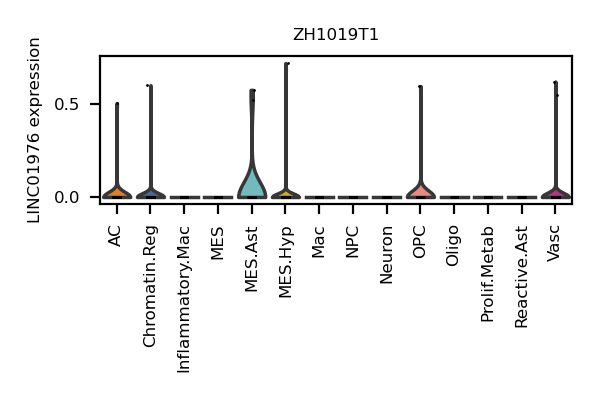 ZH1019T1
LINC01976 expression
0.5
0.0
AC
Chromatin.Reg
Inflammatory.Mac
MES
MES.Ast
MES.Hyp
Mac
NPC
Neuron
OPC
Oligo
Prolif.Metab
Reactive.Ast
Vasc